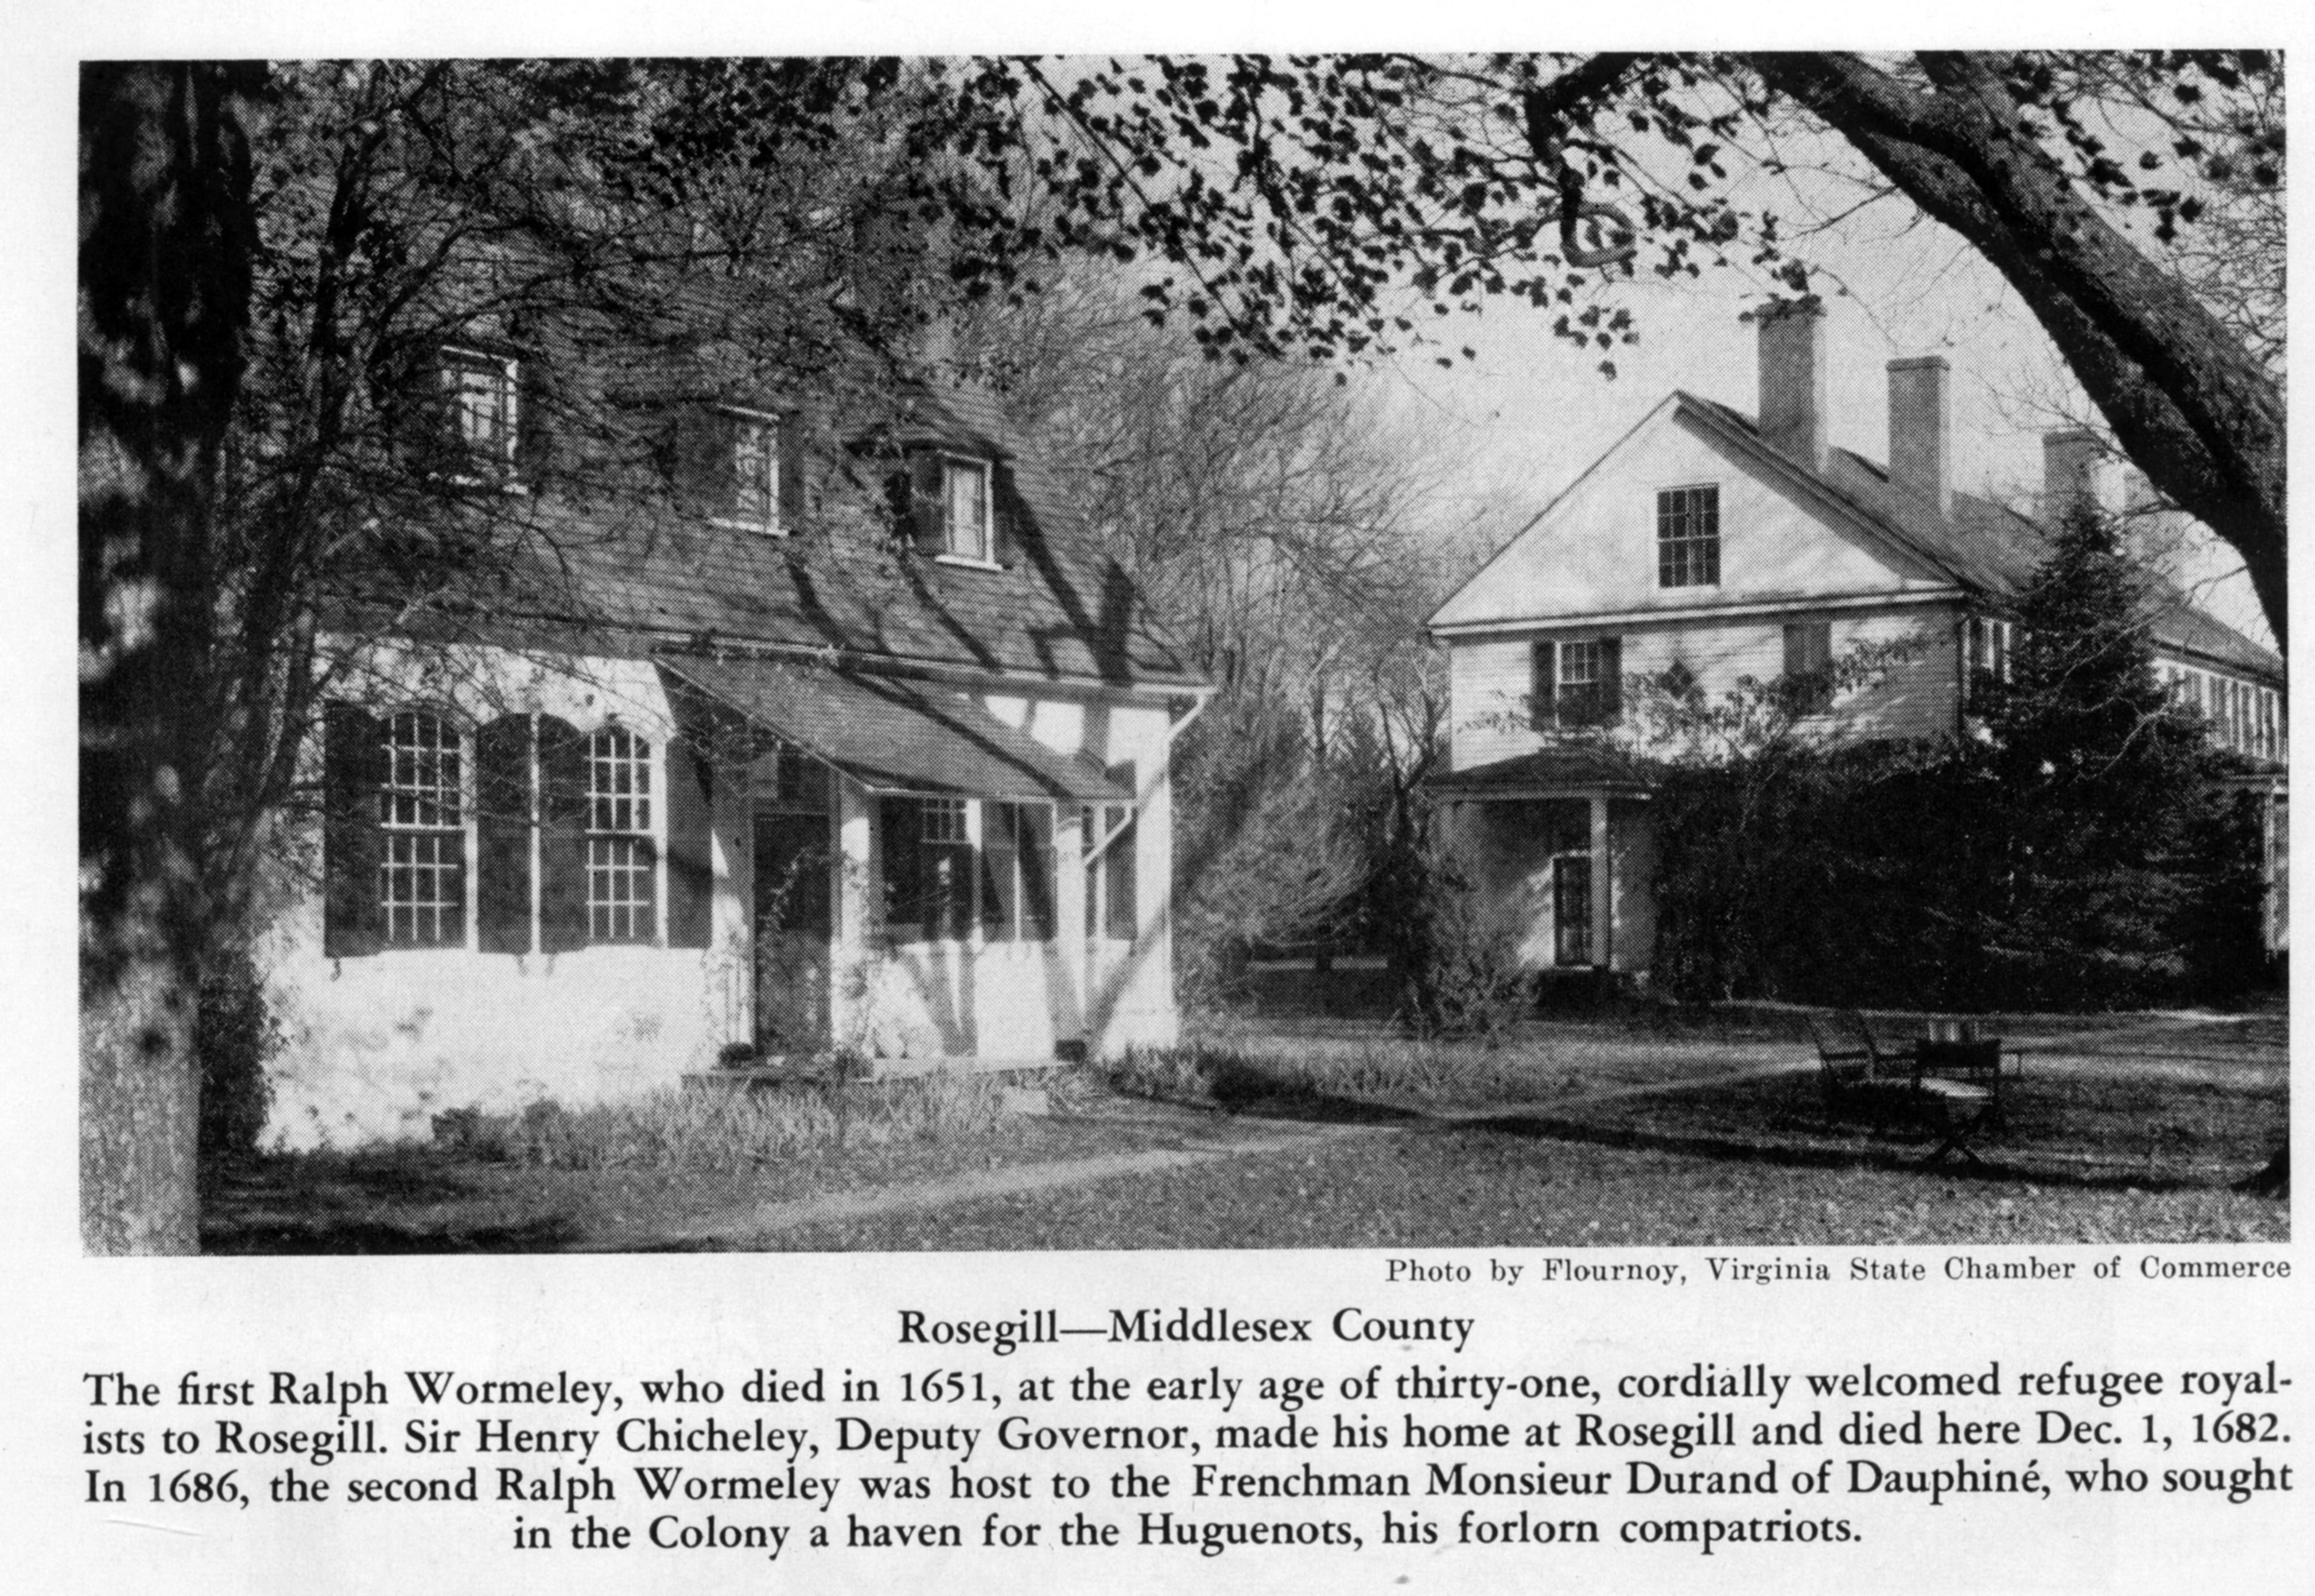 Photo by Flournoy, Virginia State Chamber of Commerce
Rosegill—Middlesex County
The first Ralph Wormeley, who died in 1651, at the early age of thirty-one, cordially welcomed refugee royal-
ists to Rosegill. Sir Henry Chicheley, Deputy Governor, made his home at Rosegill and died here Dec. 1, 1682.
In 1686, the second Ralph Wormeley was host to the Frenchman Monsieur Durand of Dauphiné, who sought
in the Colony a haven for the Huguenots, his forlorn compatriots.